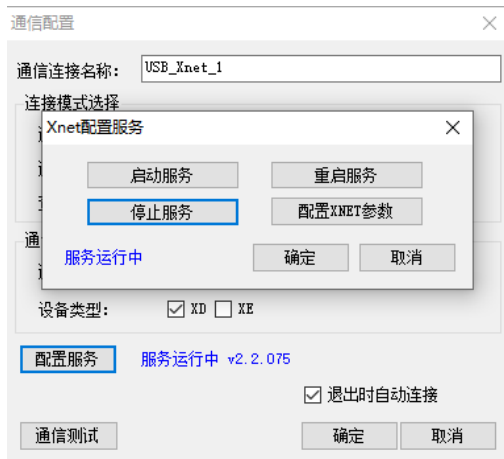 通信配置
通信连接名称：
USB_Xnet_1
连接模式选择
Xnet配置服务
启动服务
重启服务
停止服务
配置XNET参数
服务运行中
确定
取消
通
设备类型：
XD
XE
配置服务
服务运行中 v2.2.075
退出时自动连接
通信测试
确定
取消